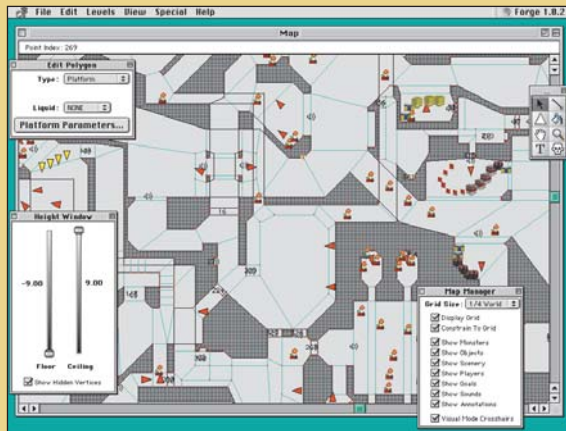 File Edit Levels View Special Help
Forge 1.0.2
Map
Point Index: 269
Edit Polygon
Type: Platform
Liquid: NONE
Platform Parameters...
T
16
Height Window
-9.00
9.00
Floor
Ceiling
Show Hidden Vertices
Map Manager
Grid Size: 1/4 World
Display Grid
Constrain To Grid
Show Monsters
Show Objects
Show Scenery
Show Players
Show Goals
Show Sounds
Show Annotations
Visual Mode Crosshairs